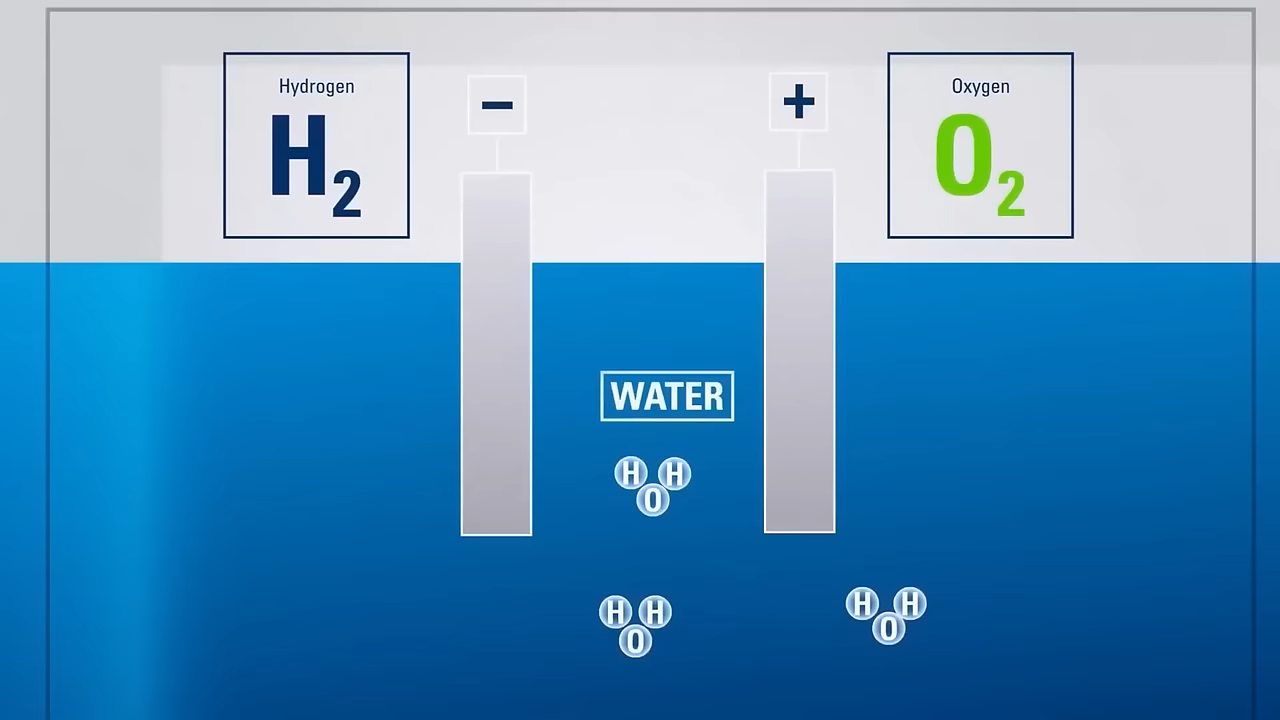 Hydrogen
H2
−
+
Oxygen
O2
WATER
H H
O
H H
O
H H
O